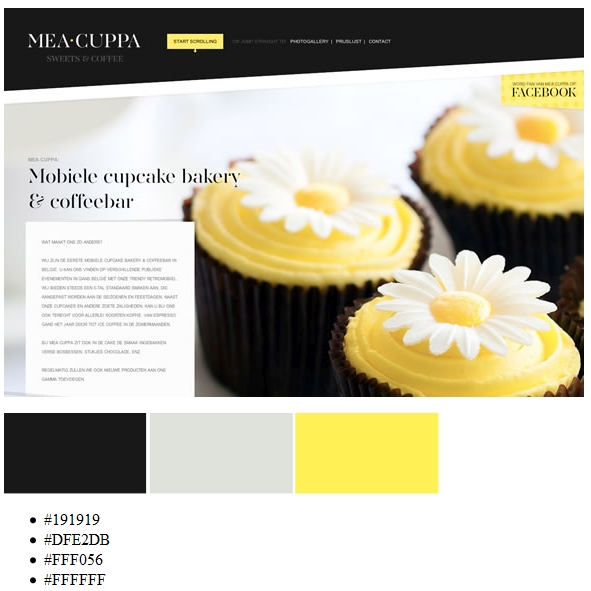 MEA·CUPPA
SWEETS & COFFEE
START SCROLLING
OR JUMP STRAIGHT TO: PHOTOGALLERY | PRIJSLIJST | CONTACT
WORD FAN VAN MEA CUPPA OP
FACEBOOK
MEA CUPPA:
Mobiele cupcake bakery
& coffeebar
WAT MAAKT ONS ZO ANDERS?
WIJ ZIJN DE EERSTE MOBIELE CUPCAKE BAKERY & COFFEEBAR IN
BELGIË. U KAN ONS VINDEN OP VERSCHILLENDE PUBLIEKE
EVENEMENTEN IN GANS BELGIË MET ONZE TRENDY RETROMOBIEL.
WIJ BIEDEN STEEDS EEN 5-TAL STANDAARD SMAKEN AAN, DIE
AANGEPAST WORDEN AAN DE SEIZOENEN EN FEESTDAGEN. NAAST
ONZE CUPCAKES EN ANDERE ZOETE ZALIGHEDEN, KAN U BIJ ONS
OOK TERECHT VOOR ALLERLEI SOORTEN KOFFIE. VAN ESPRESSO
GANS HET JAAR DOOR TOT ICE COFFEE IN DE ZOMERMAANDEN.
BIJ MEA CUPPA ZIT OOK IN DE CAKE DE SMAAK INGEBAKKEN:
VERSE BOSBESSEN, STUKJES CHOCOLADE, ENZ.
REGELMATIG ZULLEN WE OOK NIEUWE PRODUCTEN AAN ONS
GAMMA TOEVOEGEN.
#191919
#DFE2DB
#FFF056
#FFFFFF